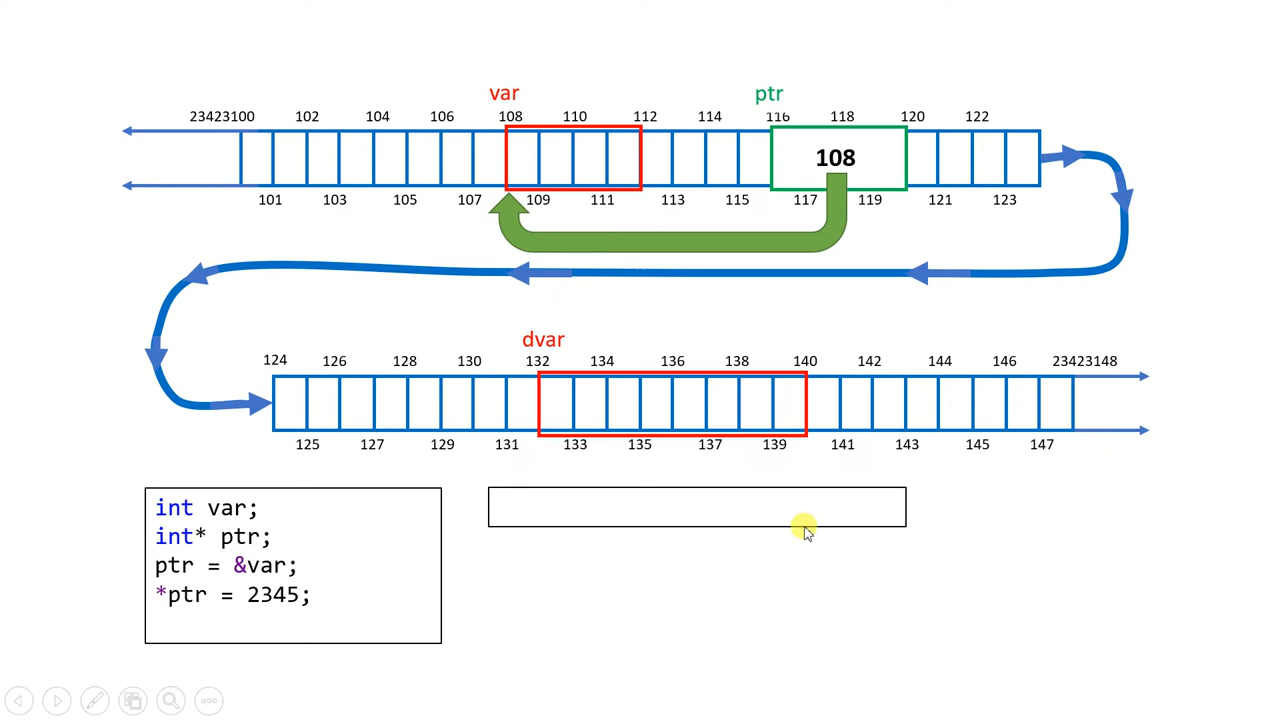 var ptr
23423100 102 104 106 108 110 112 114 116 118 120 122
108
101 103 105 107 109 111 113 115 117 119 121 123
dvar
124 126 128 130 132 134 136 138 140 142 144 146 23423148
125 127 129 131 133 135 137 139 141 143 145 147
int var;
int* ptr;
ptr = &var;
*ptr = 2345;